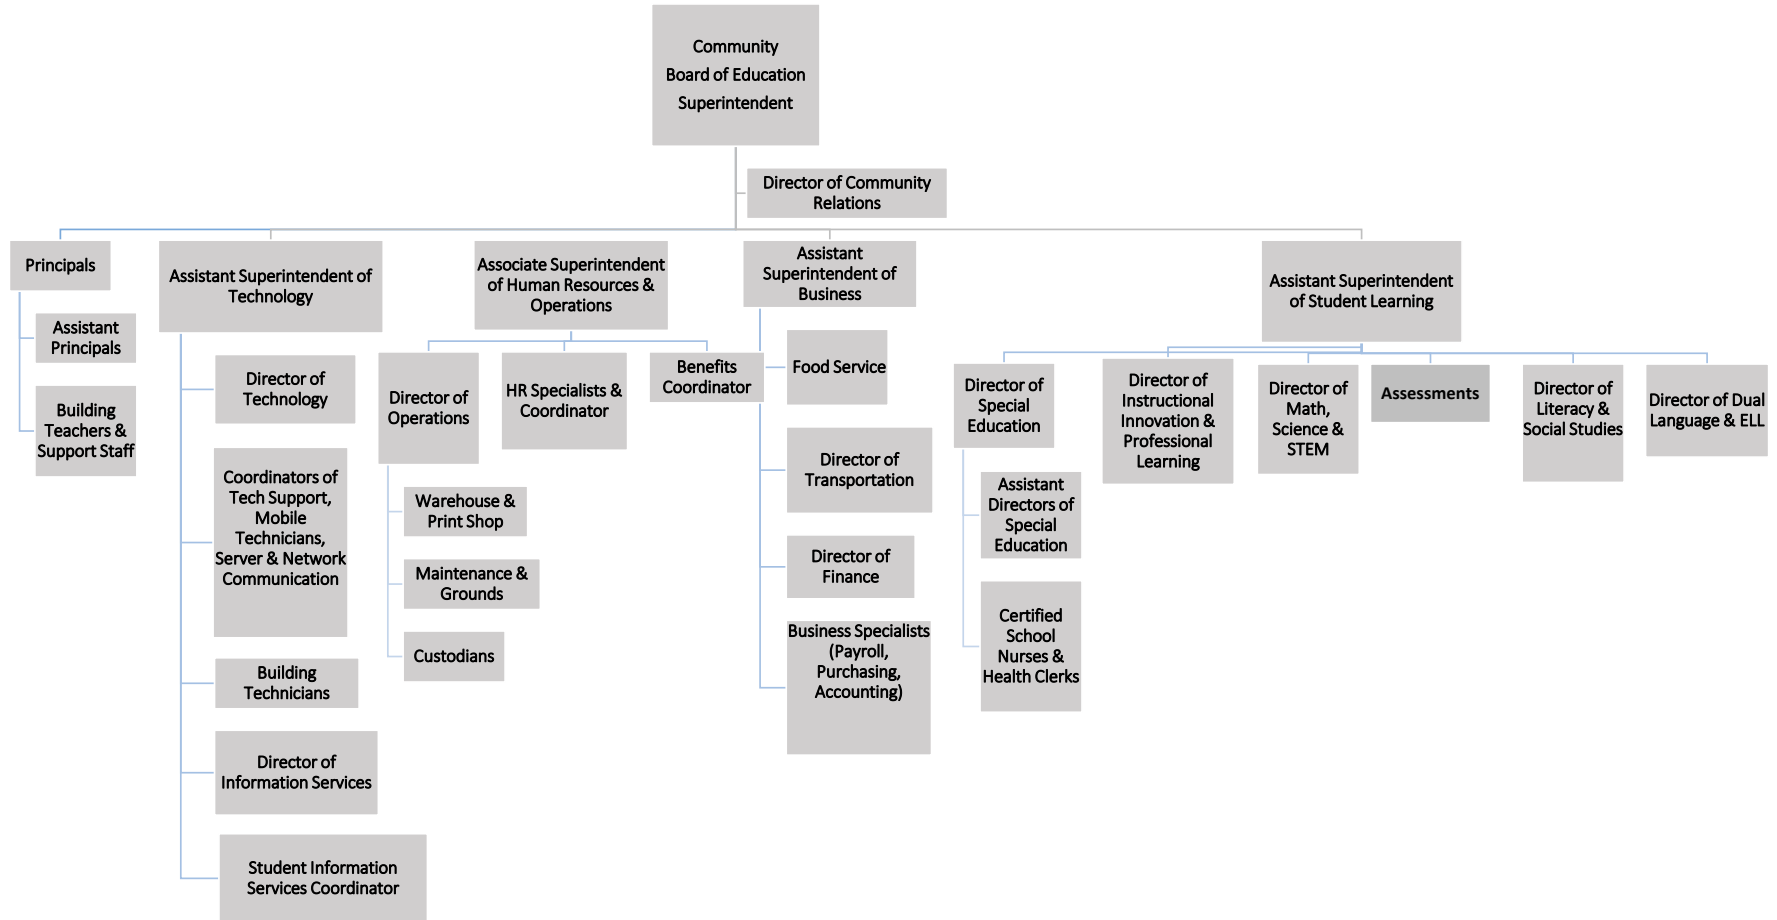 Community
Board of Education
Superintendent
Director of Community
Relations
Principals
Assistant
Principals
Building
Teachers &
Support Staff
Assistant Superintendent of
Technology
Director of
Technology
Coordinators of
Tech Support,
Mobile
Technicians,
Server & Network
Communication
Building
Technicians
Director of
Information Services
Student Information
Services Coordinator
Associate Superintendent
of Human Resources &
Operations
Director of
Operations
Warehouse &
Print Shop
Maintenance &
Grounds
Custodians
HR Specialists &
Coordinator
Benefits
Coordinator
Assistant
Superintendent of
Business
Food Service
Director of
Transportation
Director of
Finance
Business Specialists
(Payroll,
Purchasing,
Accounting)
Assistant Superintendent
of Student Learning
Director of
Special
Education
Assistant
Directors of
Special
Education
Certified
School
Nurses &
Health Clerks
Director of
Instructional
Innovation &
Professional
Learning
Director of
Math,
Science &
STEM
Assessments
Director of
Literacy &
Social Studies
Director of Dual
Language & ELL